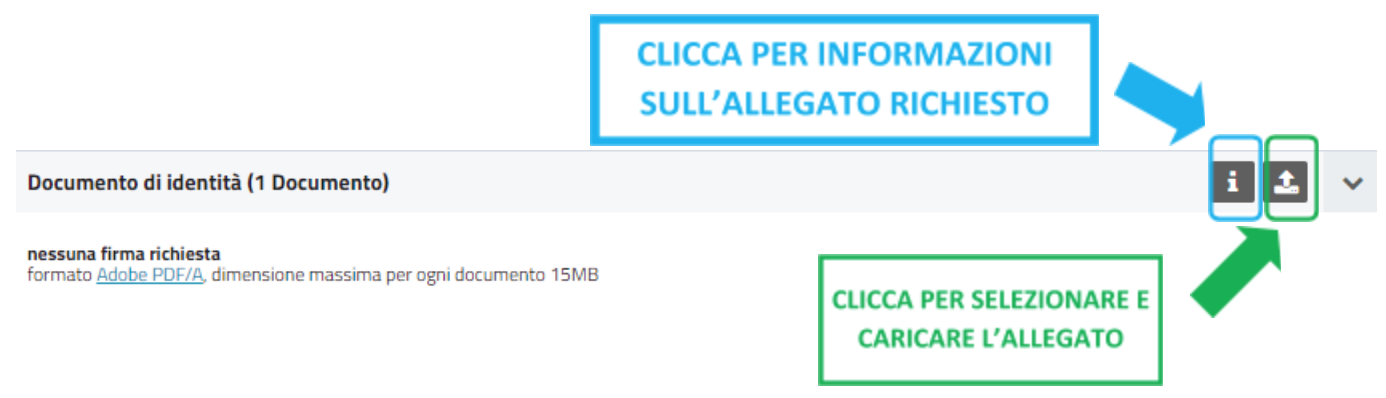 CLICCA PER INFORMAZIONI
SULL'ALLEGATO RICHIESTO
Documento di identità (1 Documento)
i
nessuna firma richiesta
formato Adobe PDF/A, dimensione massima per ogni documento 15MB
CLICCA PER SELEZIONARE E
CARICARE L'ALLEGATO